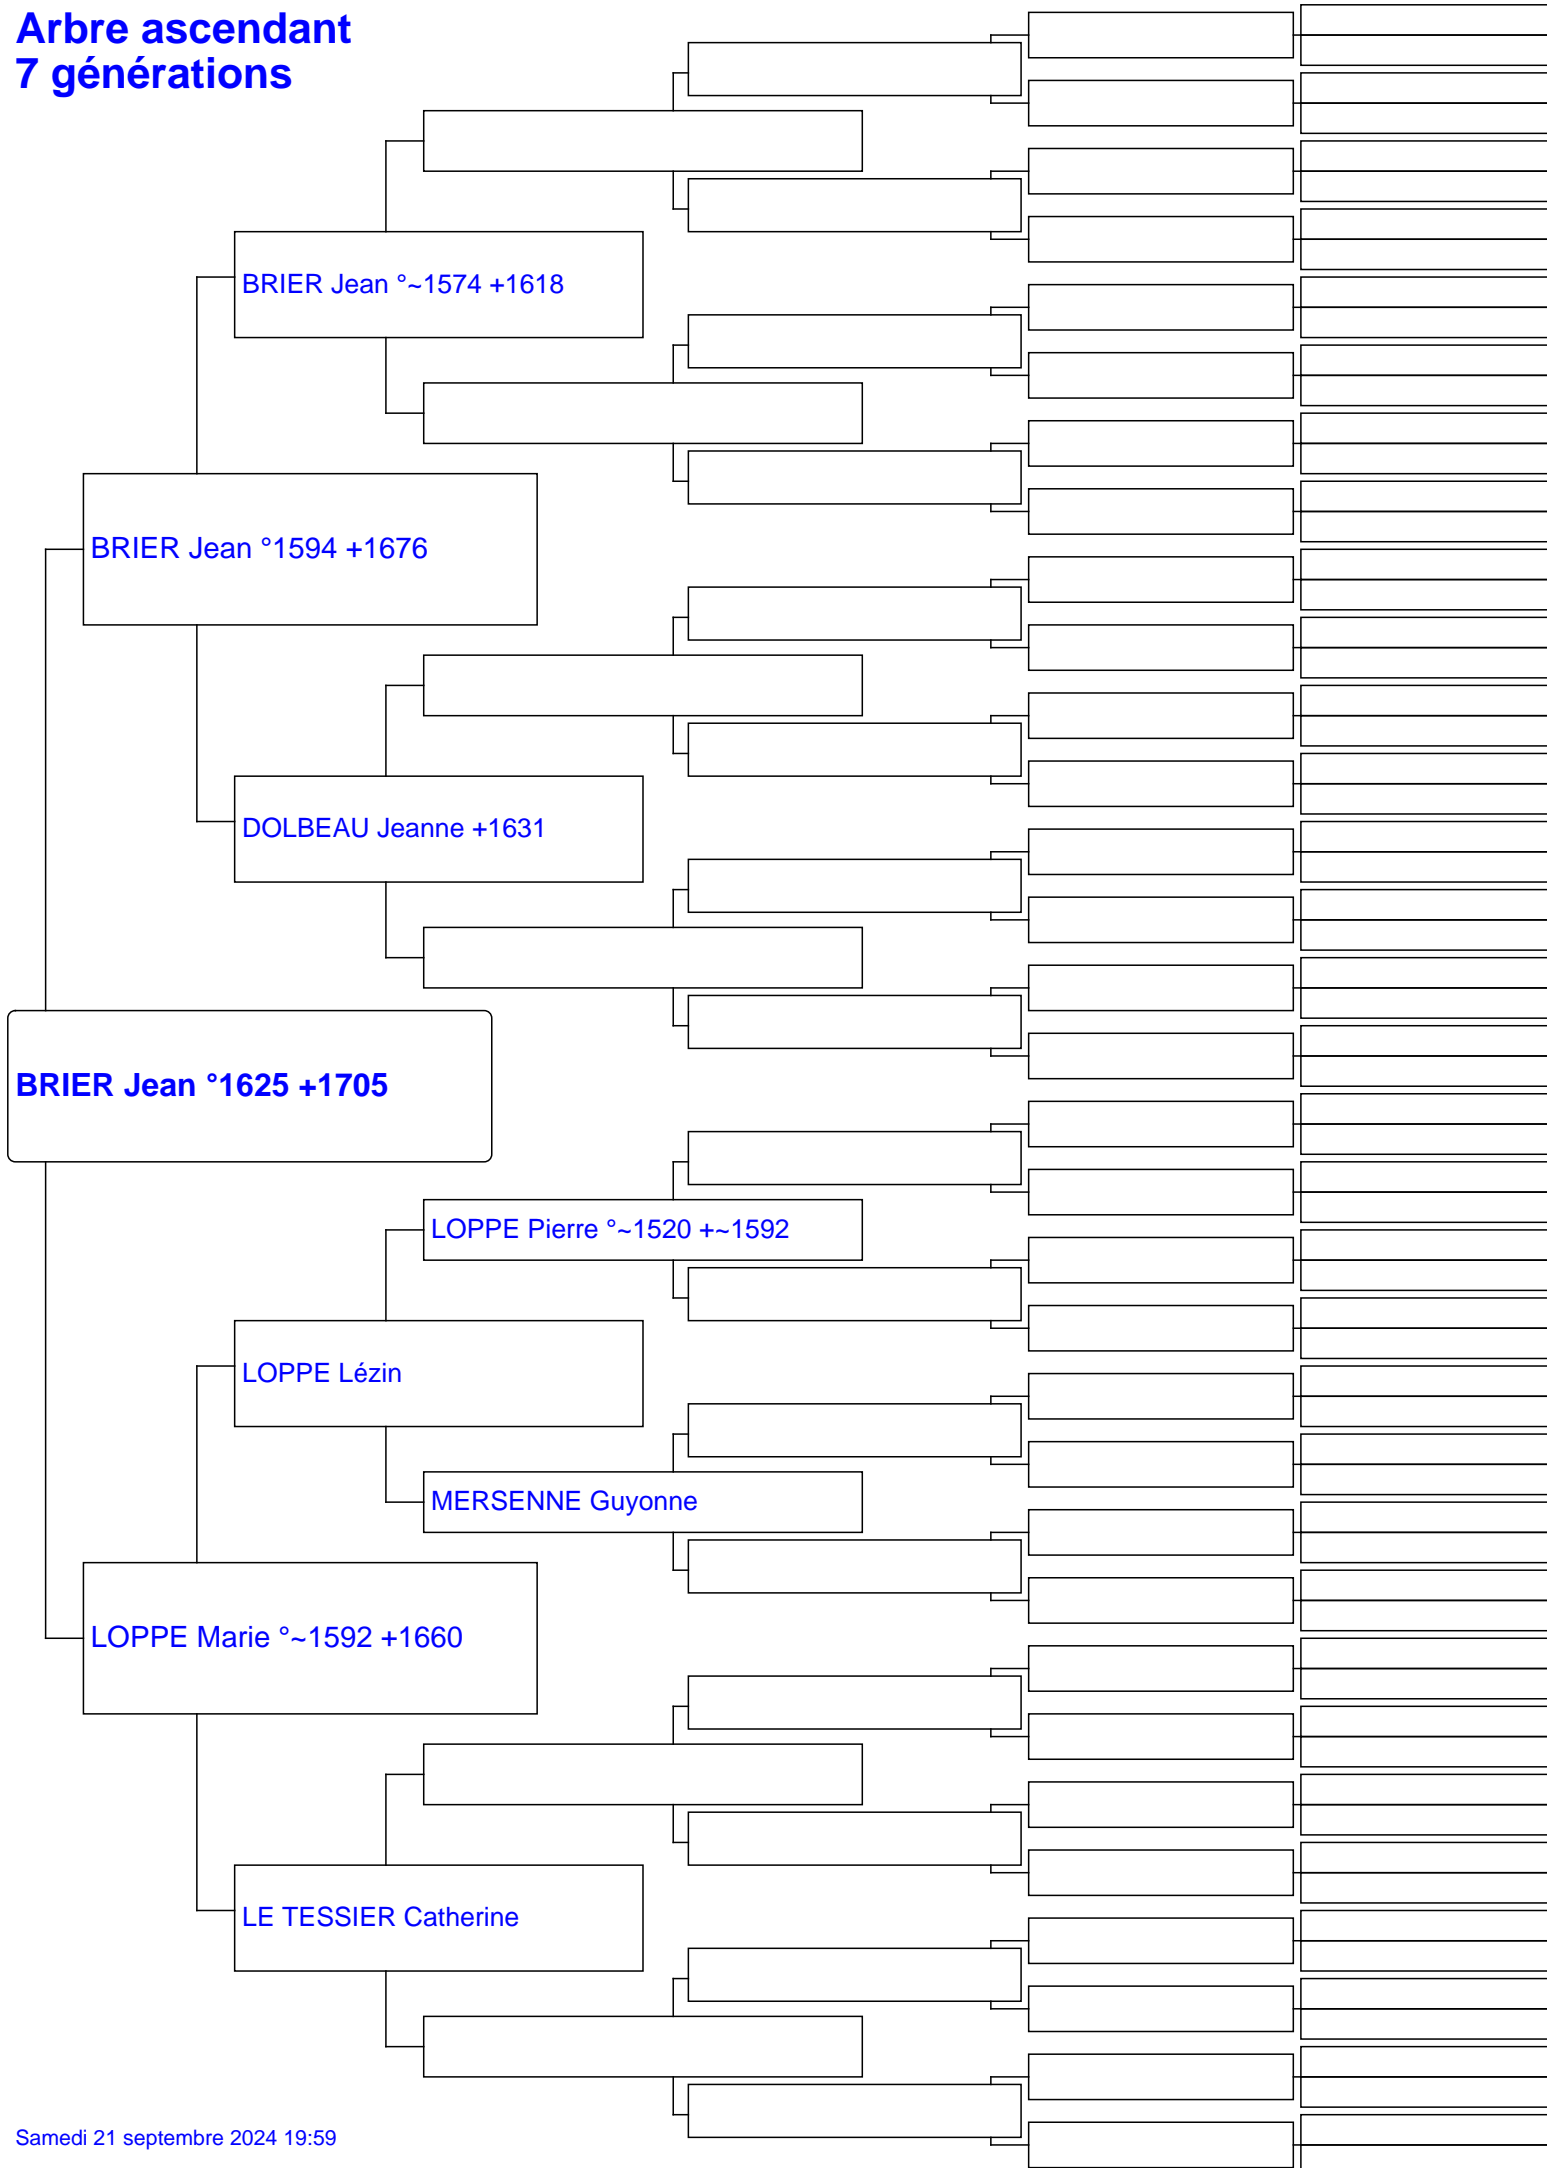 Arbre ascendant
7 générations
BRIER Jean °~1574 +1618
BRIER Jean °1594 +1676
DOLBEAU Jeanne +1631
BRIER Jean °1625 +1705
LOPPE Pierre °~1520 +~1592
LOPPE Lézin
MERSENNE Guyonne
LOPPE Marie °~1592 +1660
LE TESSIER Catherine
Samedi 21 septembre 2024 19:59